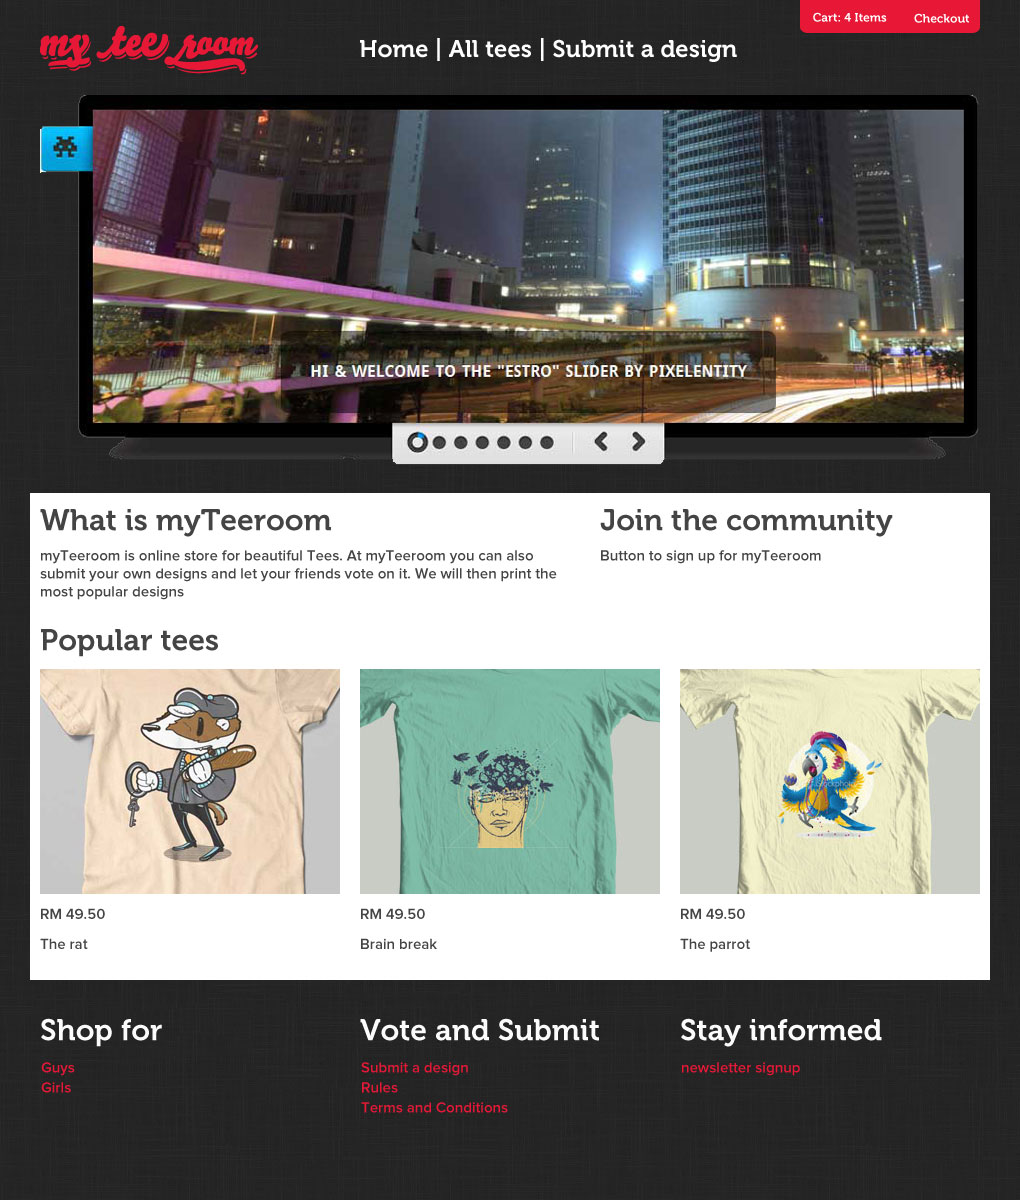 my tee room
Home | All tees | Submit a design
Cart: 4 Items
Checkout
HI & WELCOME TO THE "ESTRO" SLIDER BY PIXELENTITY
What is myTeeroom
myTeeroom is online store for beautiful Tees. At myTeeroom you can also
submit your own designs and let your friends vote on it. We will then print the
most popular designs
Join the community
Button to sign up for myTeeroom
Popular tees
RM 49.50
The rat
RM 49.50
Brain break
RM 49.50
The parrot
Shop for
Guys
Girls
Vote and Submit
Submit a design
Rules
Terms and Conditions
Stay informed
newsletter signup